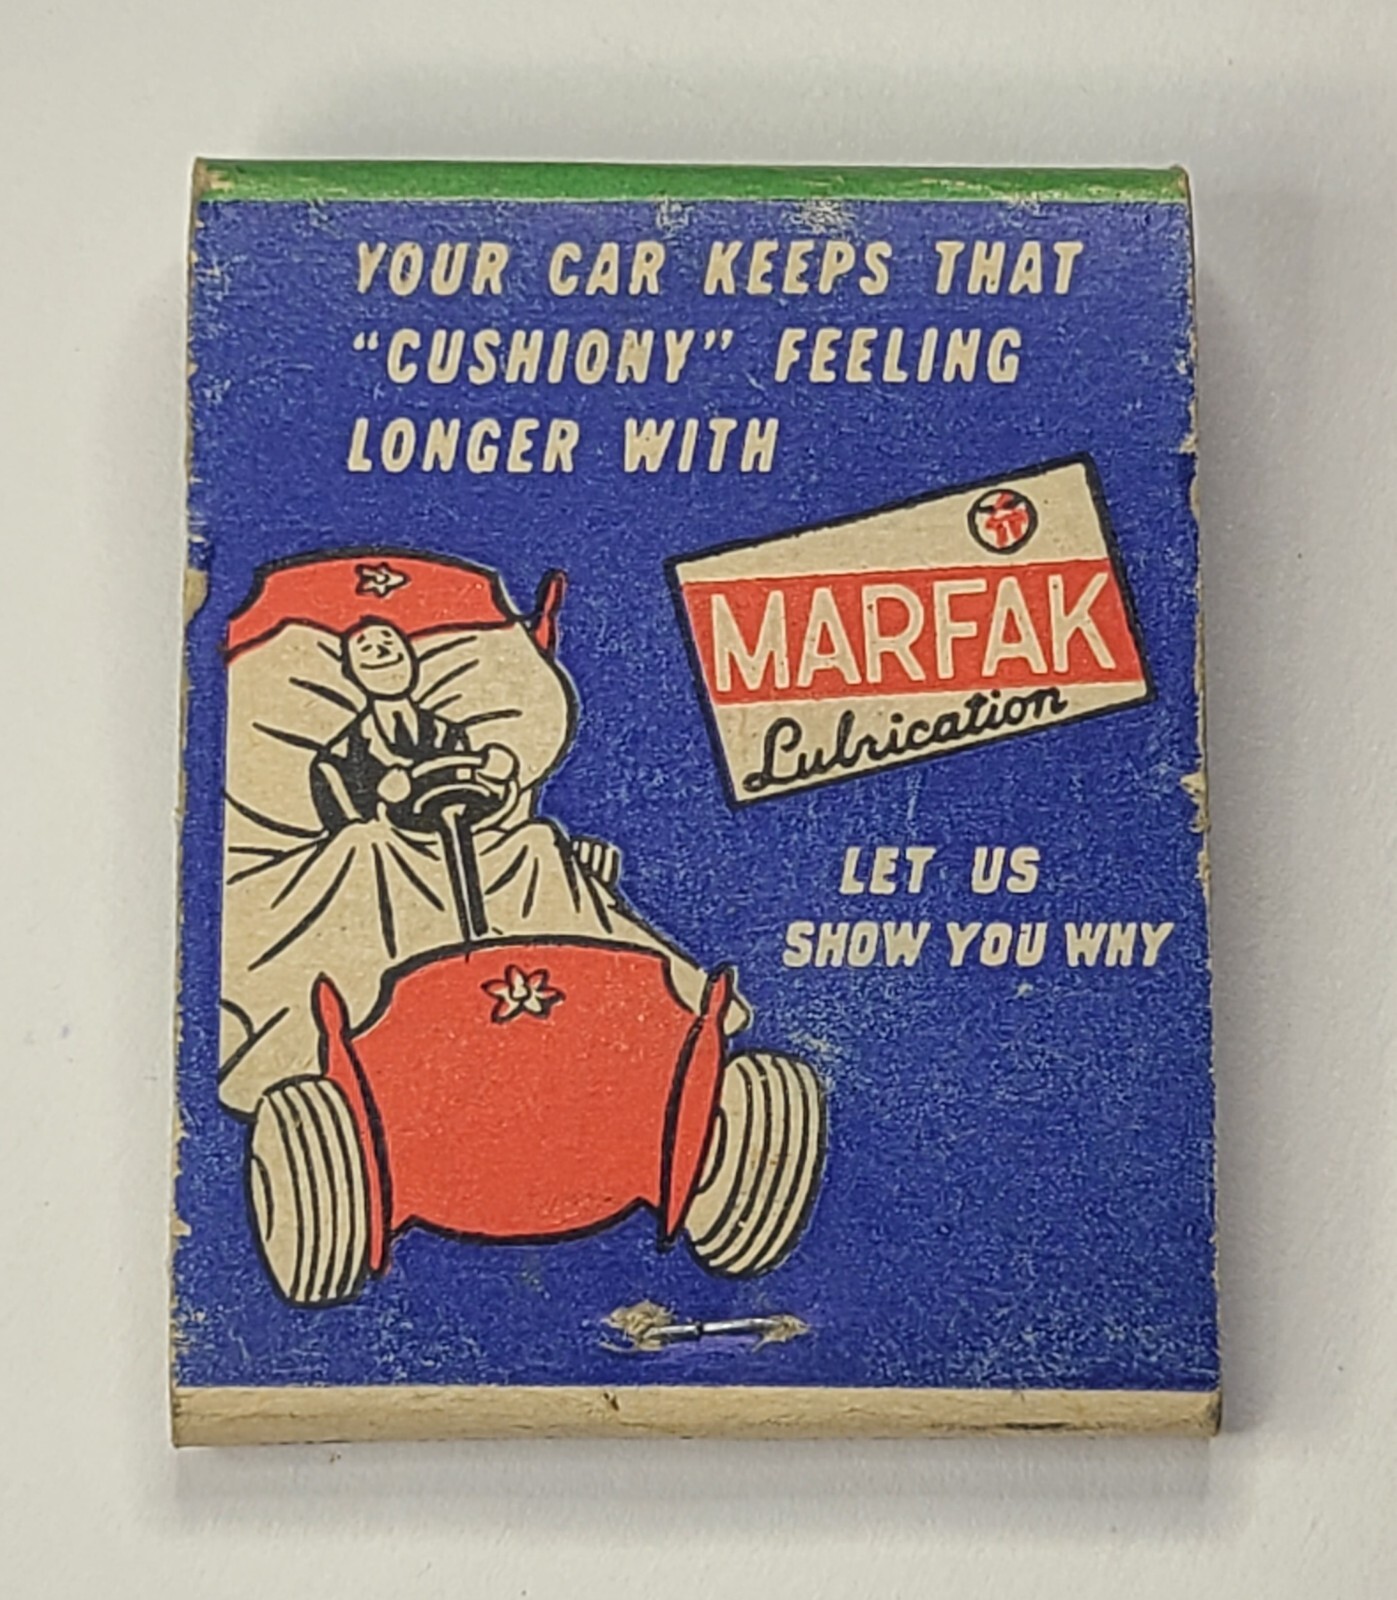 YOUR CAR KEEPS THAT
“CUSHIONY” FEELING
LONGER WITH
MARFAK
Lubrication
LET US
SHOW YOU WHY